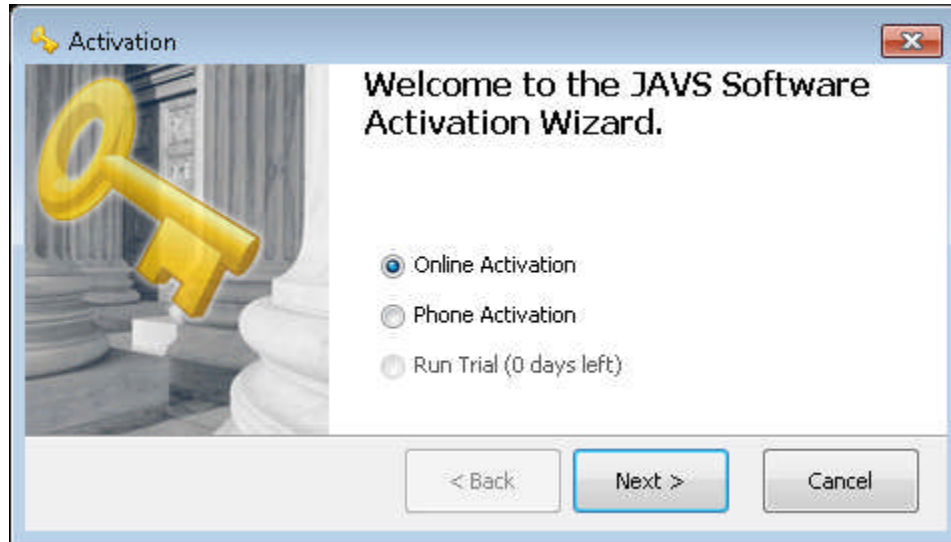 Activation
Welcome to the JAVS Software
Activation Wizard.
Online Activation
Phone Activation
Run Trial (0 days left)
< Back
Next >
Cancel